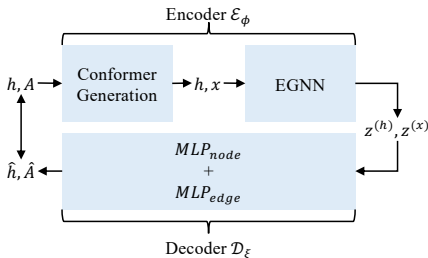 Encoder ℰ_ϕ
Conformer
Generation
EGNN
h, A
h, x
z^(h), z^(x)
ĥ, Â
MLP_node
+
MLP_edge
Decoder 𝒟_ξ